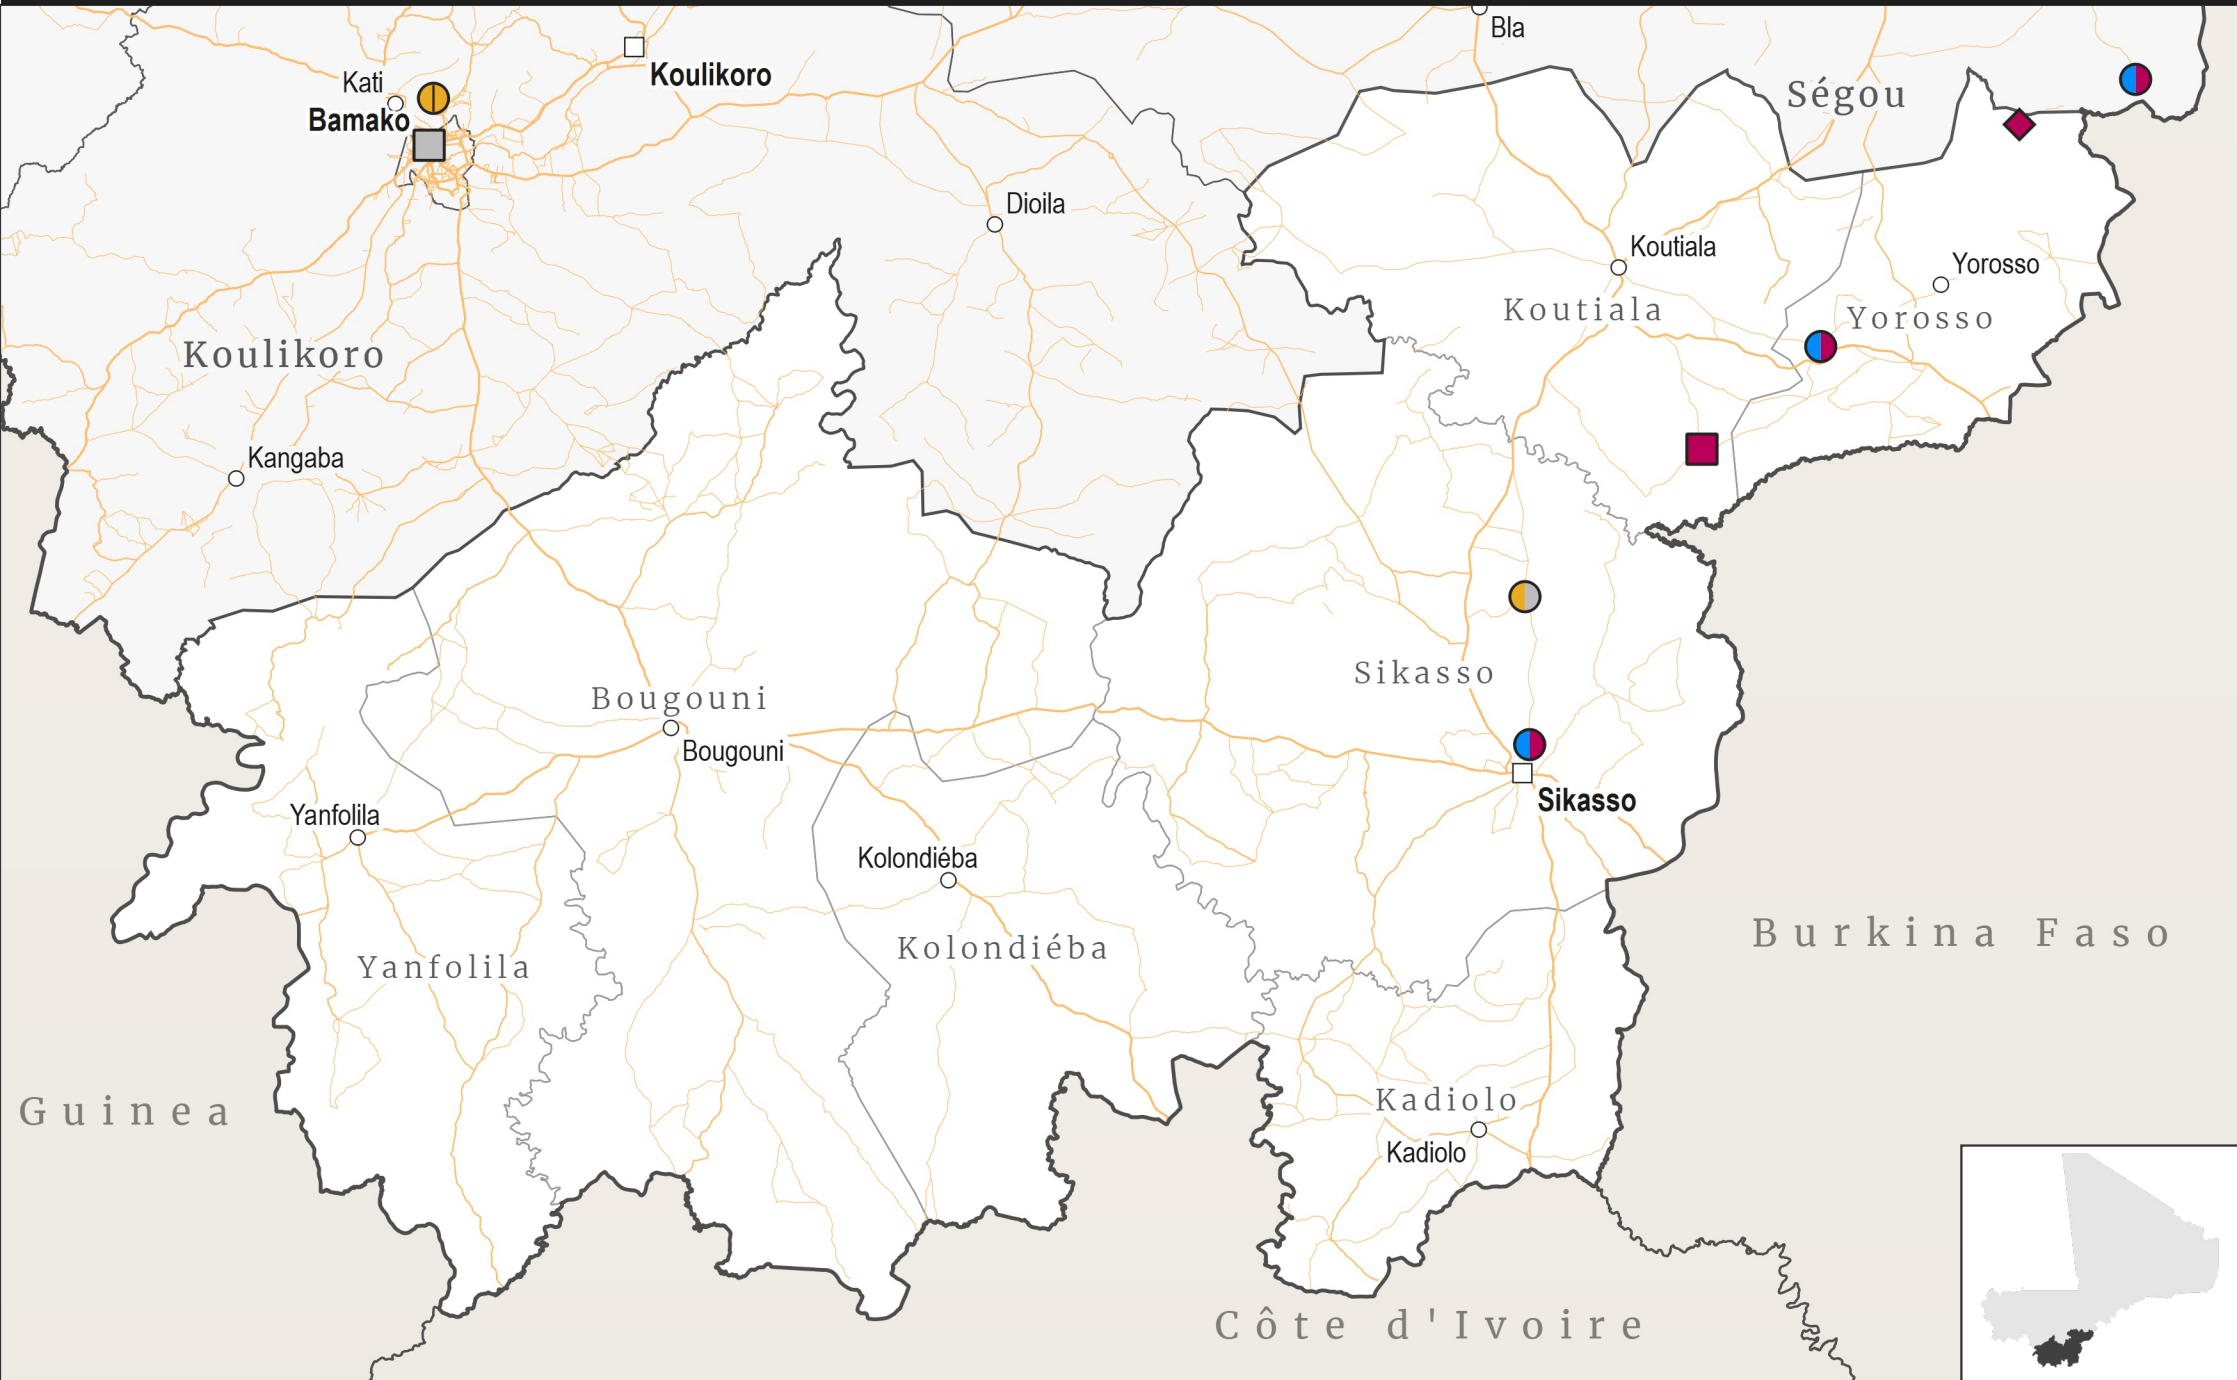 Bla
Kati
Koulikoro
Ségou
Bamako
Dioila
Koutiala
Yorosso
Koutiala
Yorosso
Koulikoro
Kangaba
Sikasso
Bougouni
Bougouni
Sikasso
Yanfolila
Kolondiéba
Burkina Faso
Kolondiéba
Yanfolila
Kadiolo
Guinea
Kadiolo
Côte d'Ivoire